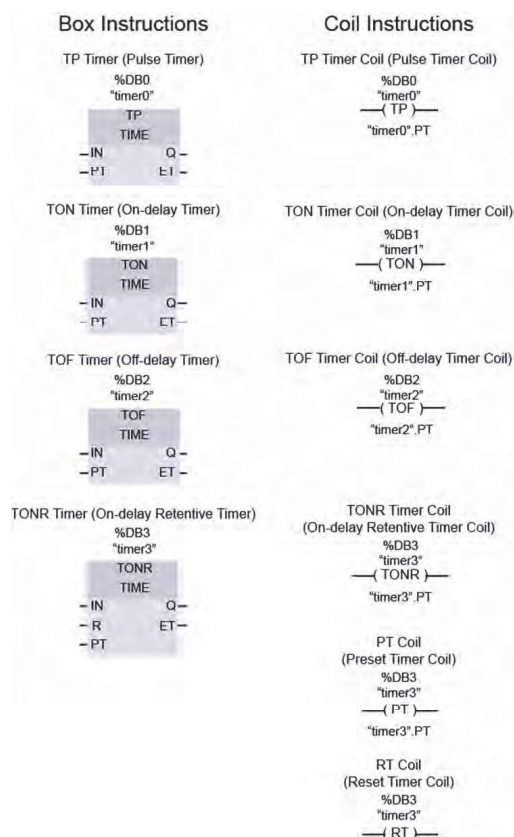 Box Instructions
TP Timer (Pulse Timer)
%DB0
"timer0"
TP
TIME
IN Q
PT ET
TON Timer (On-delay Timer)
%DB1
"timer1"
TON
TIME
IN Q
PT ET
TOF Timer (Off-delay Timer)
%DB2
"timer2"
TOF
TIME
IN Q
PT ET
TONR Timer (On-delay Retentive Timer)
%DB3
"timer3"
TONR
TIME
IN Q
R ET
PT
Coil Instructions
TP Timer Coil (Pulse Timer Coil)
%DB0
"timer0"
( TP )
"timer0".PT
TON Timer Coil (On-delay Timer Coil)
%DB1
"timer1"
( TON )
"timer1".PT
TOF Timer Coil (Off-delay Timer Coil)
%DB2
"timer2"
( TOF )
"timer2".PT
TONR Timer Coil
(On-delay Retentive Timer Coil)
%DB3
"timer3"
( TONR )
"timer3".PT
PT Coil
(Preset Timer Coil)
%DB3
"timer3"
( PT )
"timer3".PT
RT Coil
(Reset Timer Coil)
%DB3
"timer3"
( RT )